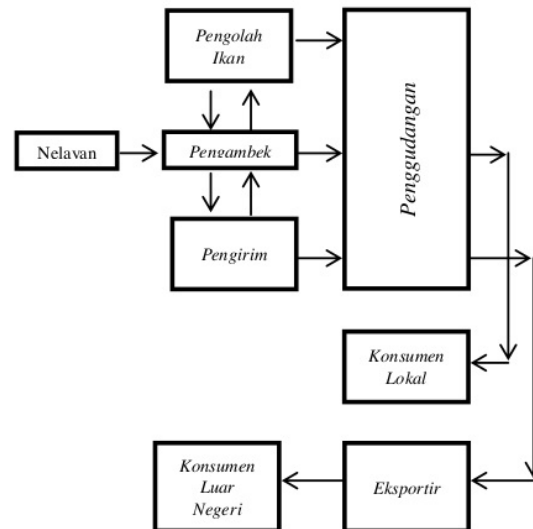 Pengolah
Ikan
Nelayan
Pengambek
Penggudangan
Pengirim
Konsumen
Lokal
Konsumen
Luar
Negeri
Eksportir